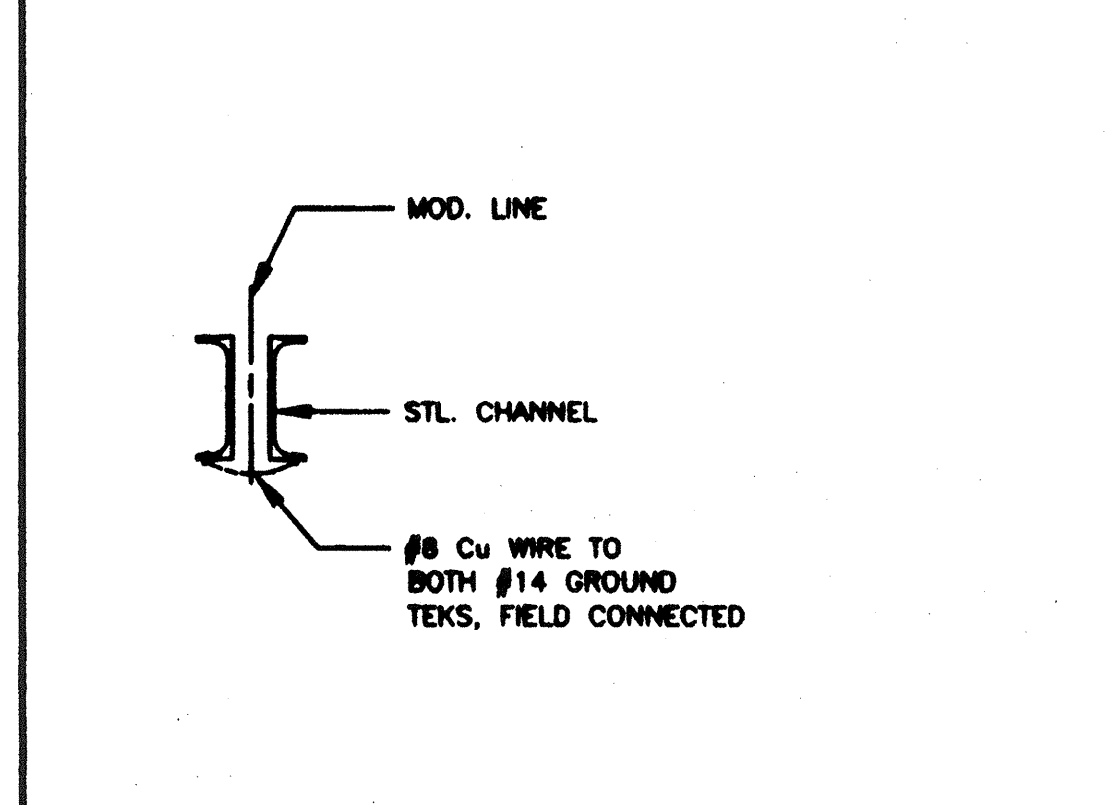 MOD. LINE
STL. CHANNEL
#8 Cu WIRE TO
BOTH #14 GROUND
TEKS, FIELD CONNECTED